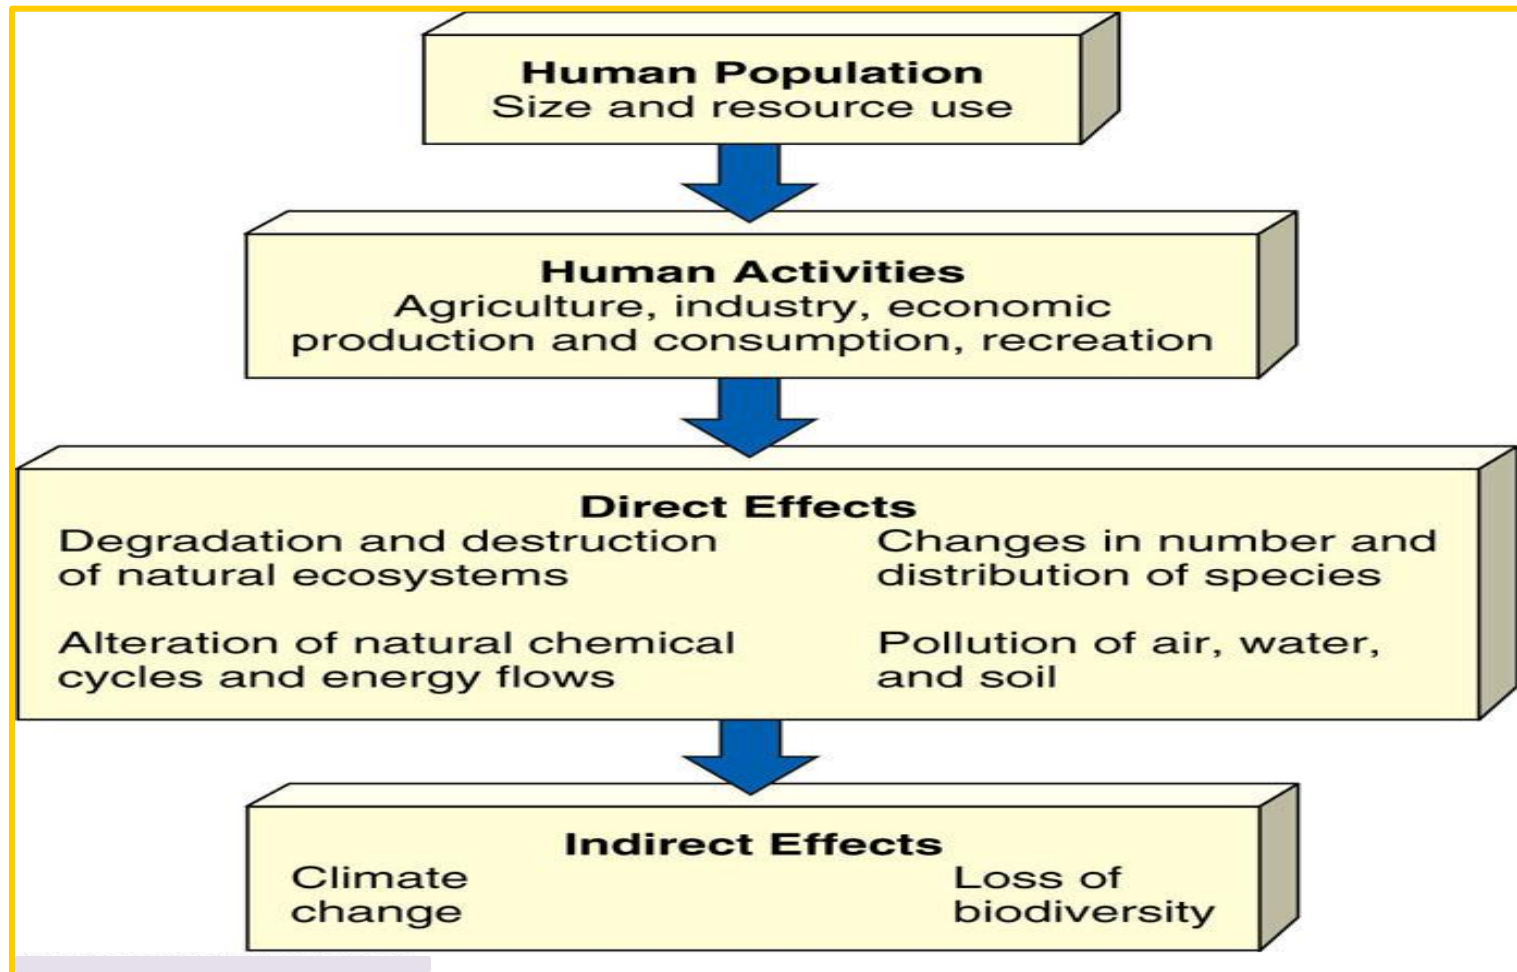 Human Population
Size and resource use
Human Activities
Agriculture, industry, economic
production and consumption, recreation
Direct Effects
Degradation and destruction
of natural ecosystems
Changes in number and
distribution of species
Alteration of natural chemical
cycles and energy flows
Pollution of air, water,
and soil
Indirect Effects
Climate
change
Loss of
biodiversity